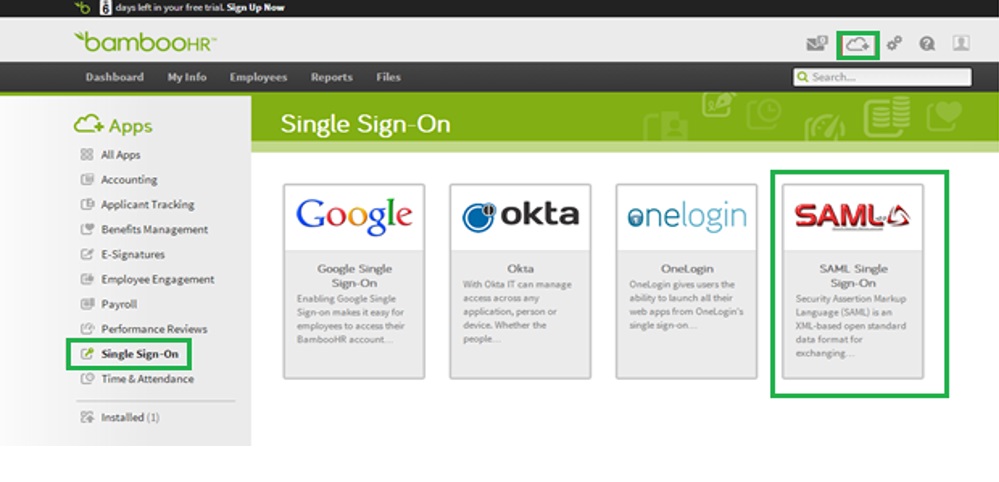 6 days left in your free trial. Sign Up Now
bambooHR™
Dashboard My Info Employees Reports Files
Search...
Apps
All Apps
Accounting
Applicant Tracking
Benefits Management
E-Signatures
Employee Engagement
Payroll
Performance Reviews
Single Sign-On
Time & Attendance
Installed (1)
Single Sign-On
Google
Google Single
Sign-On
Enabling Google Single
Sign-on makes it easy for
employees to access their
BambooHR account...
okta
Okta
With Okta IT can manage
access across any
application, person or
device. Whether the
people...
onelogin
OneLogin
OneLogin gives users the
ability to launch all their
web apps from OneLogin's
single sign-on...
SAML
SAML Single
Sign-On
Security Assertion Markup
Language (SAML) is an
XML-based open standard
data format for
exchanging...